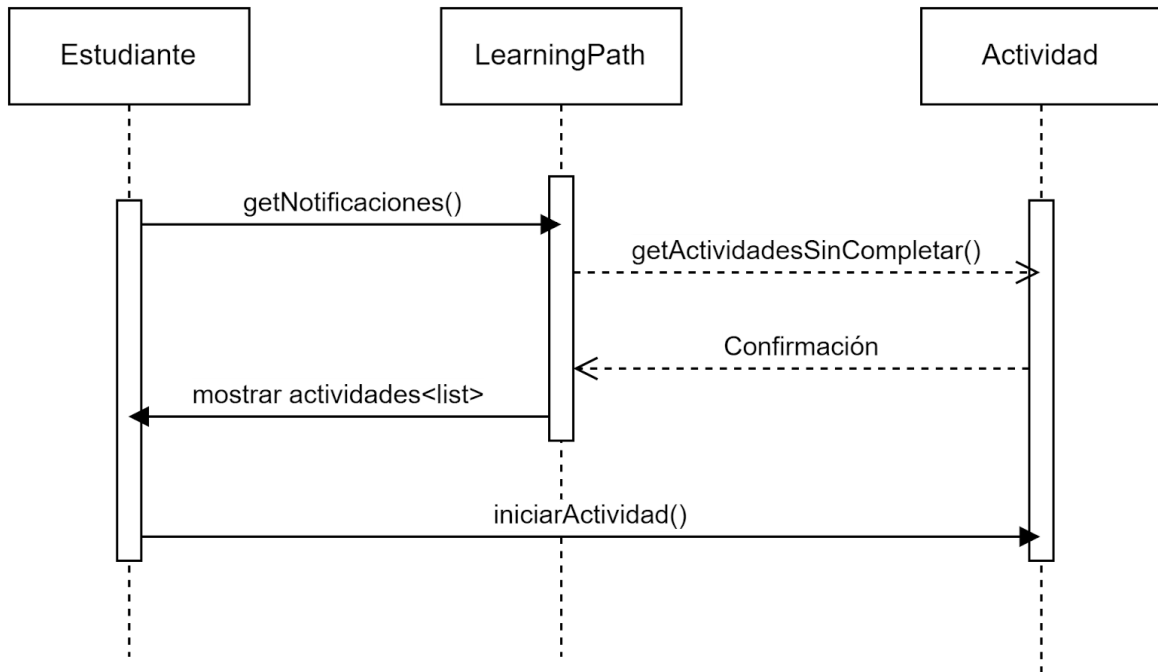 Estudiante
LearningPath
Actividad
getNotificaciones()
getActividadesSinCompletar()
Confirmación
mostrar actividades<list>
iniciarActividad()